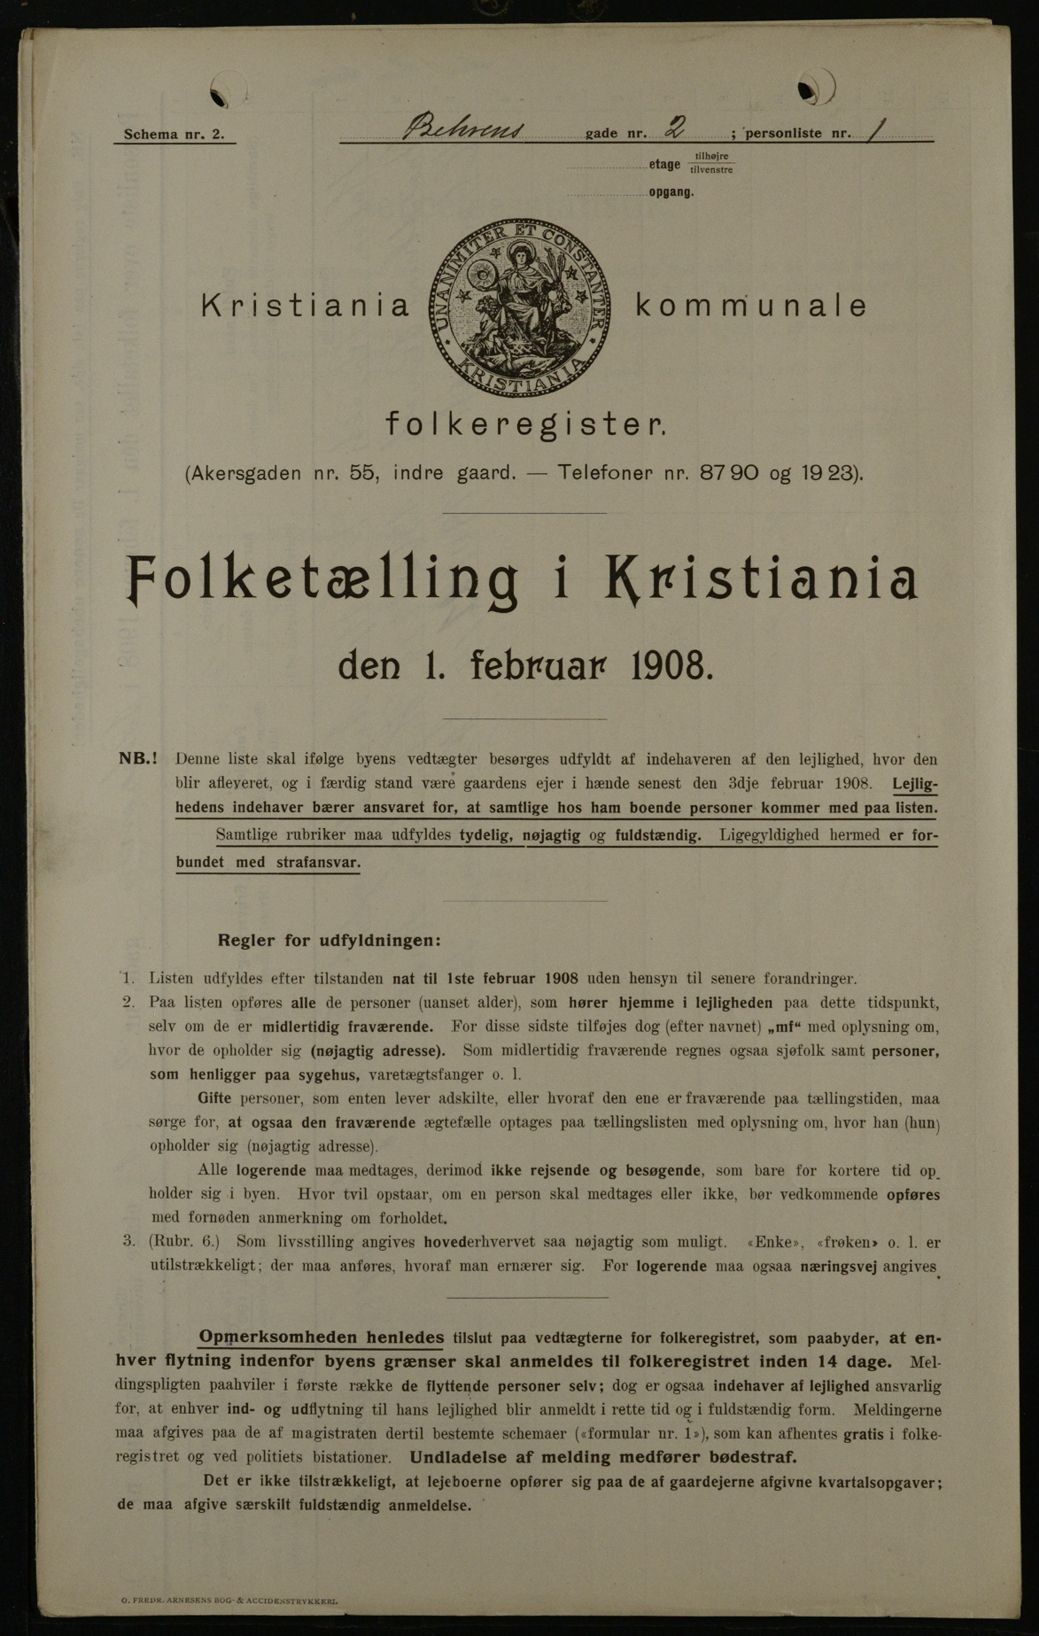 Schema nr. 2.
Behrens gade nr. 2 ; personliste nr. 1
etage tilhøjre
tilvenstre
opgang.
UNANIMITER ET CONSTANTER
KRISTIANIA
Kristiania kommunale
folkeregister.
(Akersgaden nr. 55, indre gaard. — Telefoner nr. 87 90 og 19 23).
Folketælling i Kristiania
den 1. februar 1908.
NB.! Denne liste skal ifølge byens vedtægter besørges udfyldt af indehaveren af den lejlighed, hvor den
blir afleveret, og i færdig stand være gaardens ejer i hænde senest den 3dje februar 1908. Lejlig-
hedens indehaver bærer ansvaret for, at samtlige hos ham boende personer kommer med paa listen.
Samtlige rubriker maa udfyldes tydelig, nøjagtig og fuldstændig. Ligegyldighed hermed er for-
bundet med strafansvar.
Regler for udfyldningen:
1. Listen udfyldes efter tilstanden nat til 1ste februar 1908 uden hensyn til senere forandringer.
2. Paa listen opføres alle de personer (uanset alder), som hører hjemme i lejligheden paa dette tidspunkt,
selv om de er midlertidig fraværende. For disse sidste tilføjes dog (efter navnet) „mf“ med oplysning om,
hvor de opholder sig (nøjagtig adresse). Som midlertidig fraværende regnes ogsaa sjøfolk samt personer,
som henligger paa sygehus, varetægtsfanger o. l.
Gifte personer, som enten lever adskilte, eller hvoraf den ene er fraværende paa tællingstiden, maa
sørge for, at ogsaa den fraværende ægtefælle optages paa tællingslisten med oplysning om, hvor han (hun)
opholder sig (nøjagtig adresse).
Alle logerende maa medtages, derimod ikke rejsende og besøgende, som bare for kortere tid op-
holder sig i byen. Hvor tvil opstaar, om en person skal medtages eller ikke, bør vedkommende opføres
med fornøden anmerkning om forholdet.
3. (Rubr. 6.) Som livsstilling angives hovederhvervet saa nøjagtig som muligt. «Enke», «frøken» o. l. er
utilstrækkeligt; der maa anføres, hvoraf man ernærer sig. For logerende maa ogsaa næringsvej angives.
Opmerksomheden henledes tilslut paa vedtægterne for folkeregistret, som paabyder, at en-
hver flytning indenfor byens grænser skal anmeldes til folkeregistret inden 14 dage. Mel-
dingspligten paahviler i første række de flyttende personer selv; dog er ogsaa indehaver af lejlighed ansvarlig
for, at enhver ind- og udflytning til hans lejlighed blir anmeldt i rette tid og i fuldstændig form. Meldingerne
maa afgives paa de af magistraten dertil bestemte schemaer («formular nr. 1»), som kan afhentes gratis i folke-
registret og ved politiets bistationer. Undladelse af melding medfører bødestraf.
Det er ikke tilstrækkeligt, at lejeboerne opfører sig paa de af gaardejerne afgivne kvartalsopgaver;
de maa afgive særskilt fuldstændig anmeldelse.
O. FREDR. ARNESENS BOG- & ACCIDENSTRYKKERI.